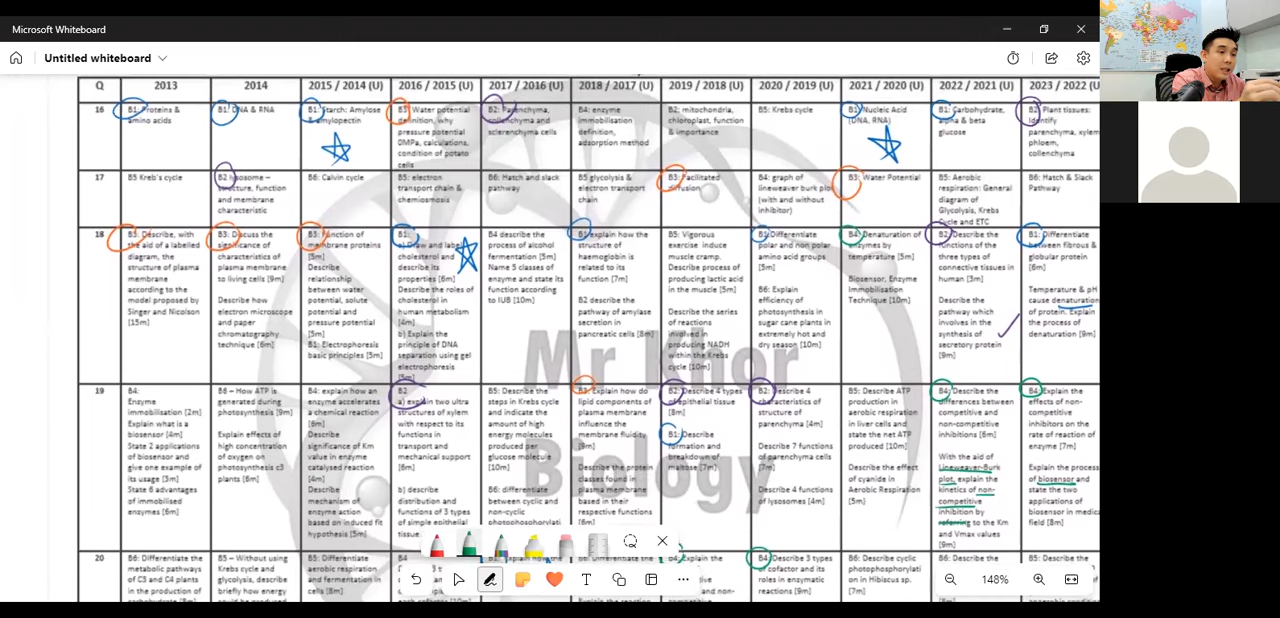 Microsoft Whiteboard
Untitled whiteboard
Q 2013 2014 2015 / 2014 (U) 2016 / 2015 (U) 2017 / 2016 (U) 2018 / 2017 (U) 2019 / 2018 (U) 2020 / 2019 (U) 2021 / 2020 (U) 2022 / 2021 (U) 2023 / 2022 (U)
16
B1: Proteins &
amino acids
B1: DNA & RNA
B1: Starch: Amylose
& amylopectin
B3: Water potential
definition, why
pressure potential
0MPa, calculations,
condition of potato
cells
B2: Parenchyma,
collenchyma and
sclerenchyma cells
B4: enzyme
immobilisation
definition,
adsorption method
B2: mitochondria,
chloroplast, function
& importance
B5: Krebs cycle
B1: Nucleic Acid
(DNA, RNA)
B1: Carbohydrate,
alpha & beta
glucose
B2: Plant tissues:
Identify
parenchyma, xylem
phloem,
collenchyma
17
B5 Kreb's cycle
B2 lysosome –
structure, function
and membrane
characteristic
B6: Calvin cycle
B5: electron
transport chain &
chemiosmosis
B6: Hatch and slack
pathway
B5 glycolysis &
electron transport
chain
B3: Facilitated
diffusion
B4: graph of
lineweaver burk plot
(with and without
inhibitor)
B3: Water Potential
B5: Aerobic
respiration: General
diagram of
Glycolysis, Krebs
Cycle and ETC
B6: Hatch & Slack
Pathway
18
B3: Describe, with
the aid of a labelled
diagram, the
structure of plasma
membrane
according to the
model proposed by
Singer and Nicolson
[15m]
B3: Discuss the
significance of
characteristics of
plasma membrane
to living cells [9m]
Describe how
electron microscope
and paper
chromatography
technique [6m]
B3: Function of
membrane proteins
[5m]
Describe
relationship
between water
potential, solute
potential and
pressure potential
[5m]
B1: Electrophoresis
basic principles [5m]
B1:
a) Draw and label
cholesterol and
describe its
properties [6m]
Describe the roles of
cholesterol in
human metabolism
[4m]
b) Explain the
principle of DNA
separation using gel
electrophoresis
[5m]
B4 describe the
process of alcohol
fermentation [5m]
Name 5 classes of
enzyme and state its
function according
to IUB [10m]
B1 explain how the
structure of
haemoglobin is
related to its
function [7m]
B2 describe the
pathway of amylase
secretion in
pancreatic cells [8m]
B5: Vigorous
exercise induce
muscle cramp.
Describe process of
producing lactic acid
in the muscle [5m]
Describe the series
of reactions
involved in
producing NADH
within the Krebs
cycle [10m]
B1: Differentiate
polar and non polar
amino acid groups
[5m]
B6: Explain
efficiency of
photosynthesis in
sugar cane plants in
extremely hot and
dry season [10m]
B4: Denaturation of
enzymes by
temperature [5m]
Biosensor, Enzyme
Immobilisation
Technique [10m]
B2: Describe the
functions of the
three types of
connective tissues in
human [3m]
Describe the
pathway which
involves in the
synthesis of
secretory protein
[9m]
B1: Differentiate
between fibrous &
globular protein
[6m]
Temperature & pH
cause denaturation
of protein. Explain
the process of
denaturation [9m]
19
B4:
Enzyme
immobilisation [2m]
Explain what is a
biosensor [4m]
State 2 applications
of biosensor and
give one example of
its usage [3m]
State 6 advantages
of immobilised
enzymes [6m]
B6 – How ATP is
generated during
photosynthesis [9m]
Explain effects of
high concentration
of oxygen on
photosynthesis c3
plants [6m]
B4: explain how an
enzyme accelerates
a chemical reaction
[6m]
Describe
significance of Km
value in enzyme
catalysed reaction
[4m]
Describe
mechanism of
enzyme action
based on induced fit
hypothesis [5m]
B2:
a) explain two ultra
structures of xylem
with respect to its
functions in
transport and
mechanical support
[6m]
b) describe
distribution and
functions of 3 types
of simple epithelial
tissue
B5: Describe the
steps in Krebs cycle
and indicate the
amount of high
energy molecules
produced per
glucose molecule
[10m]
B6: differentiate
between cyclic and
non-cyclic
photophosphorylati
B3: Explain how do
lipid components of
plasma membrane
influence the
membrane fluidity
[9m]
Describe the protein
classes found in
plasma membrane
based on their
respective functions
[6m]
B2: Describe 4 types
of epithelial tissue
[8m]
B1: Describe
formation and
breakdown of
maltose [7m]
B2: Describe 4
characteristics of
structure of
parenchyma [4m]
Describe 7 functions
of parenchyma cells
[7m]
Describe 4 functions
of lysosomes [4m]
B5: Describe ATP
production in
aerobic respiration
in liver cells and
state the net ATP
produced [10m]
Describe the effect
of cyanide in
Aerobic Respiration
[5m]
B4: Describe the
differences between
competitive and
non-competitive
inhibitions [6m]
With the aid of
Lineweaver-Burk
plot, explain the
kinetics of non-
competitive
inhibition by
referring to the Km
and Vmax values
[9m]
B4: Explain the
effects of non-
competitive
inhibitors on the
rate of reaction of
enzyme [7m]
Explain the process
of biosensor and
state the two
applications of
biosensor in medica
field [8m]
20
B6: Differentiate the
metabolic pathways
of C3 and C4 plants
in the production of
B5 – Without using
Krebs cycle and
glycolysis, describe
briefly how energy
B5: Differentiate
aerobic respiration and
fermentation in
cells [8m]
B4
B4: Explain the
B4: Describe 3 types
of cofactor and its
roles in enzymatic
reactions [9m]
B6: Describe cyclic
photophosphorylati
on in Hibiscus sp.
[7m]
B6: Describe the
B5: Describe the
Mr Khor
Biology
148%